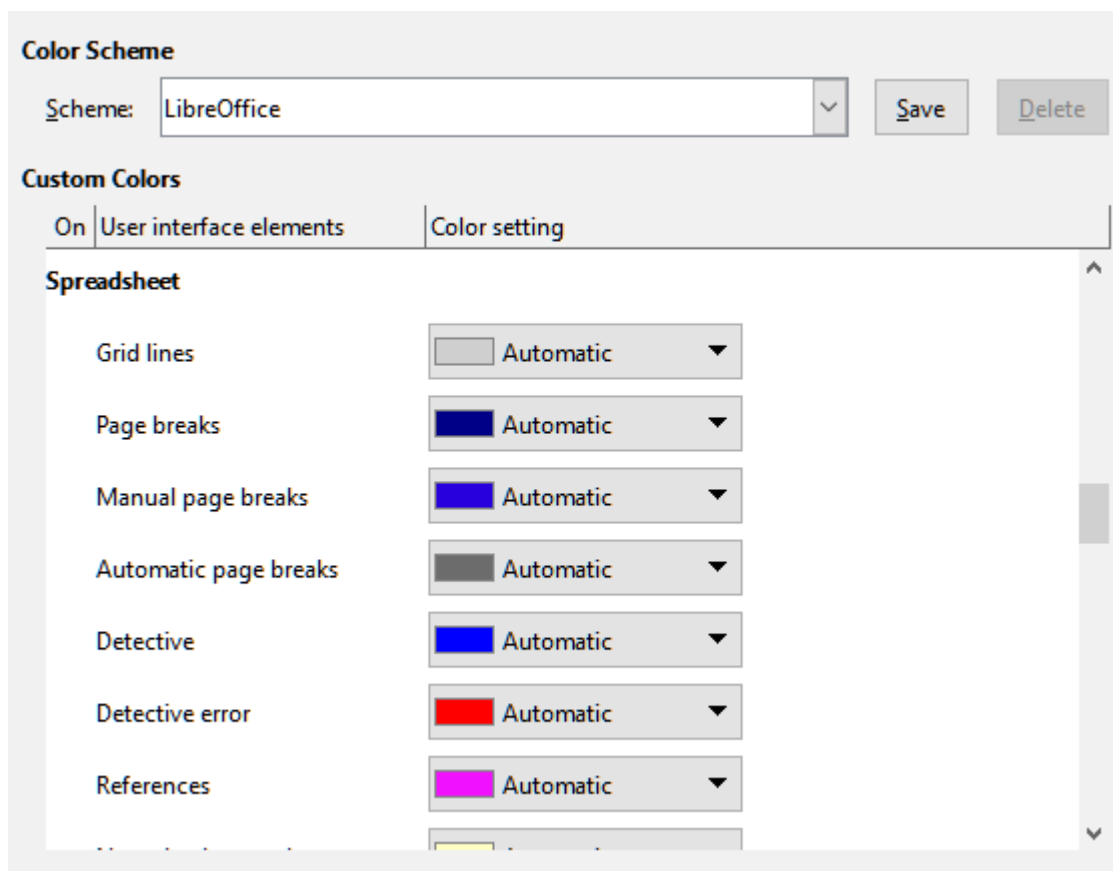 Color Scheme
Scheme: LibreOffice Save Delete
Custom Colors
On User interface elements Color setting
Spreadsheet
Grid lines Automatic
Page breaks Automatic
Manual page breaks Automatic
Automatic page breaks Automatic
Detective Automatic
Detective error Automatic
References Automatic